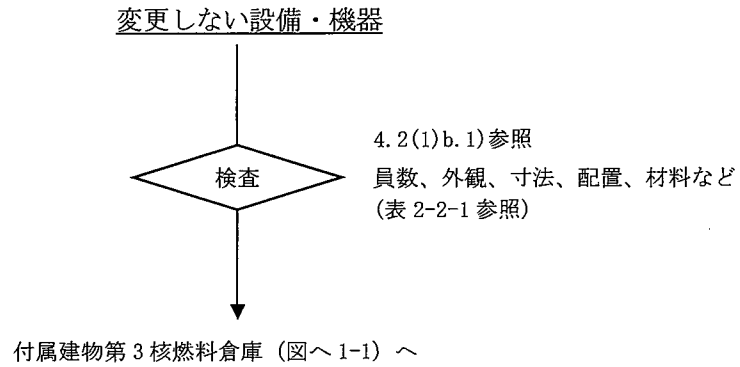 変更しない設備・機器
4.2(1)b.1)参照
検査
員数、外観、寸法、配置、材料など
(表 2-2-1 参照)
付属建物第3核燃料倉庫（図ヘ 1-1）へ